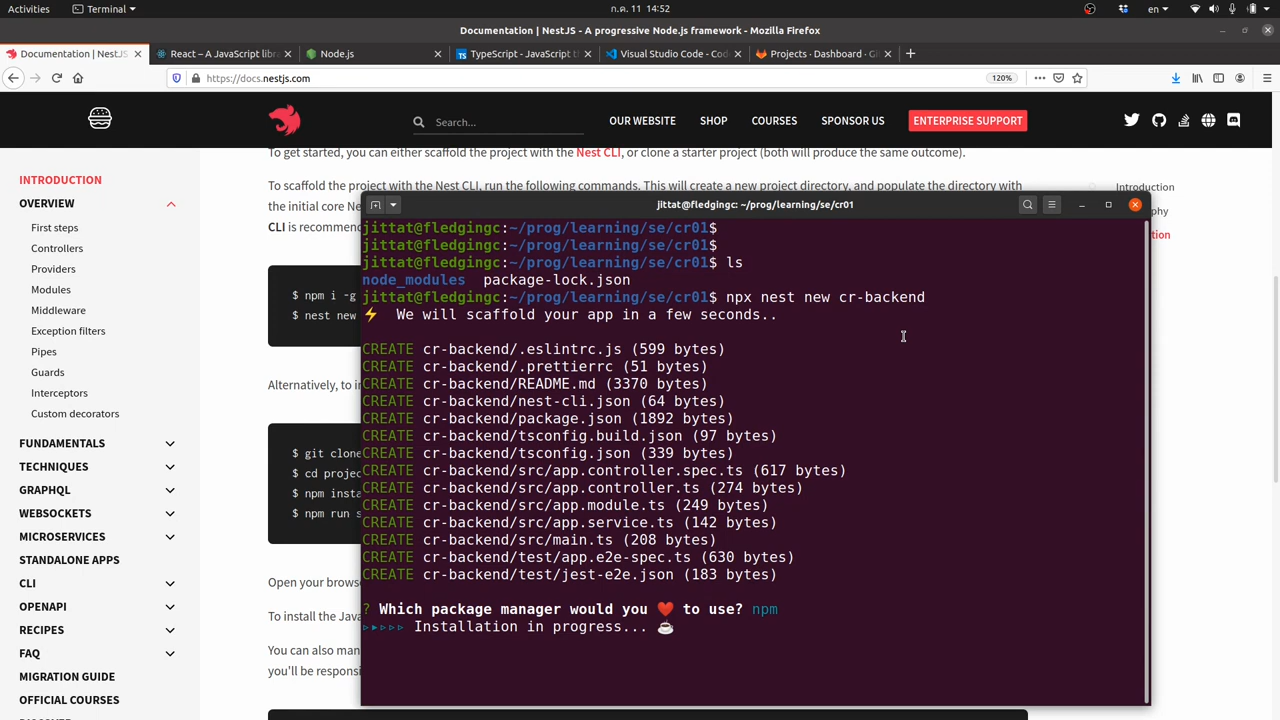 Activities
Terminal
ก.ค. 11 14:52
en
Documentation | NestJS - A progressive Node.js framework - Mozilla Firefox
Documentation | NestJS
React – A JavaScript libra
Node.js
TypeScript - JavaScript th
Visual Studio Code - Cod
Projects · Dashboard · Gi
https://docs.nestjs.com
120%
Search...
OUR WEBSITE
SHOP
COURSES
SPONSOR US
ENTERPRISE SUPPORT
INTRODUCTION
OVERVIEW
First steps
Controllers
Providers
Modules
Middleware
Exception filters
Pipes
Guards
Interceptors
Custom decorators
FUNDAMENTALS
TECHNIQUES
GRAPHQL
WEBSOCKETS
MICROSERVICES
STANDALONE APPS
CLI
OPENAPI
RECIPES
FAQ
MIGRATION GUIDE
OFFICIAL COURSES
To get started, you can either scaffold the project with the Nest CLI, or clone a starter project (both will produce the same outcome).
To scaffold the project with the Nest CLI, run the following commands. This will create a new project directory, and populate the directory with
the initial core Ne
CLI is recommen
$ npm i -g
$ nest new
Alternatively, to in
$ git clone
$ cd projec
$ npm insta
$ npm run s
Open your brows
To install the Java
You can also man
you'll be responsi
Introduction
phy
tion
jittat@fledgingc: ~/prog/learning/se/cr01
jittat@fledgingc:~/prog/learning/se/cr01$
jittat@fledgingc:~/prog/learning/se/cr01$
jittat@fledgingc:~/prog/learning/se/cr01$ ls
node_modules package-lock.json
jittat@fledgingc:~/prog/learning/se/cr01$ npx nest new cr-backend
⚡ We will scaffold your app in a few seconds..
CREATE cr-backend/.eslintrc.js (599 bytes)
CREATE cr-backend/.prettierrc (51 bytes)
CREATE cr-backend/README.md (3370 bytes)
CREATE cr-backend/nest-cli.json (64 bytes)
CREATE cr-backend/package.json (1892 bytes)
CREATE cr-backend/tsconfig.build.json (97 bytes)
CREATE cr-backend/tsconfig.json (339 bytes)
CREATE cr-backend/src/app.controller.spec.ts (617 bytes)
CREATE cr-backend/src/app.controller.ts (274 bytes)
CREATE cr-backend/src/app.module.ts (249 bytes)
CREATE cr-backend/src/app.service.ts (142 bytes)
CREATE cr-backend/src/main.ts (208 bytes)
CREATE cr-backend/test/app.e2e-spec.ts (630 bytes)
CREATE cr-backend/test/jest-e2e.json (183 bytes)
? Which package manager would you ❤️ to use? npm
▹▸▹▹▹ Installation in progress... ☕